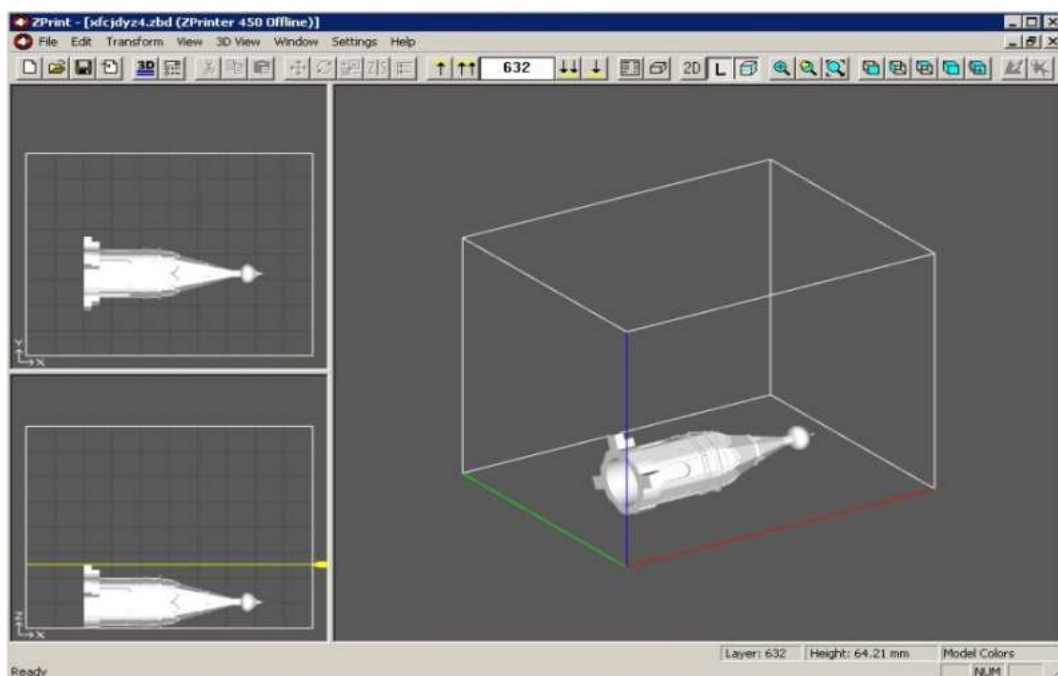 ZPrint - [xfcjdyz4.zbd (ZPrinter 450 Offline)]
File Edit Transform View 3D View Window Settings Help
3D 632 2D L
Y
X
Z
X
Layer: 632 Height: 64.21 mm Model Colors
Ready NUM